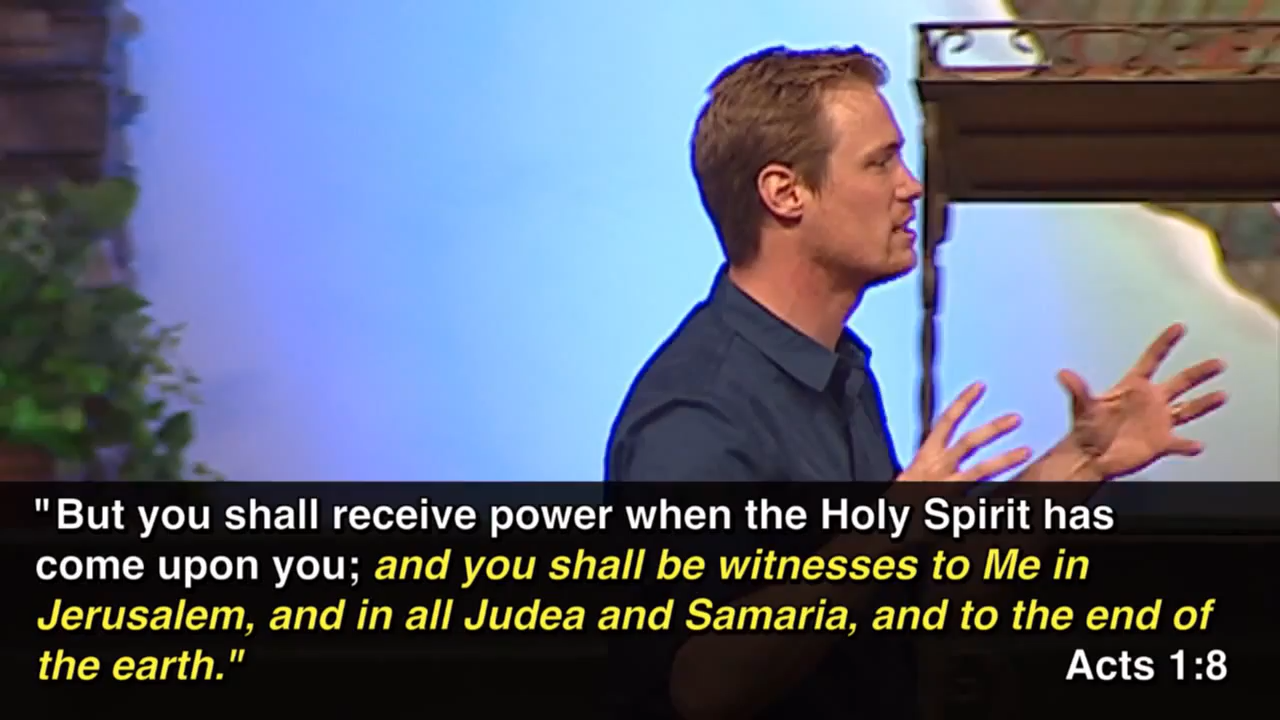 "But you shall receive power when the Holy Spirit has
come upon you; and you shall be witnesses to Me in
Jerusalem, and in all Judea and Samaria, and to the end of
the earth." Acts 1:8